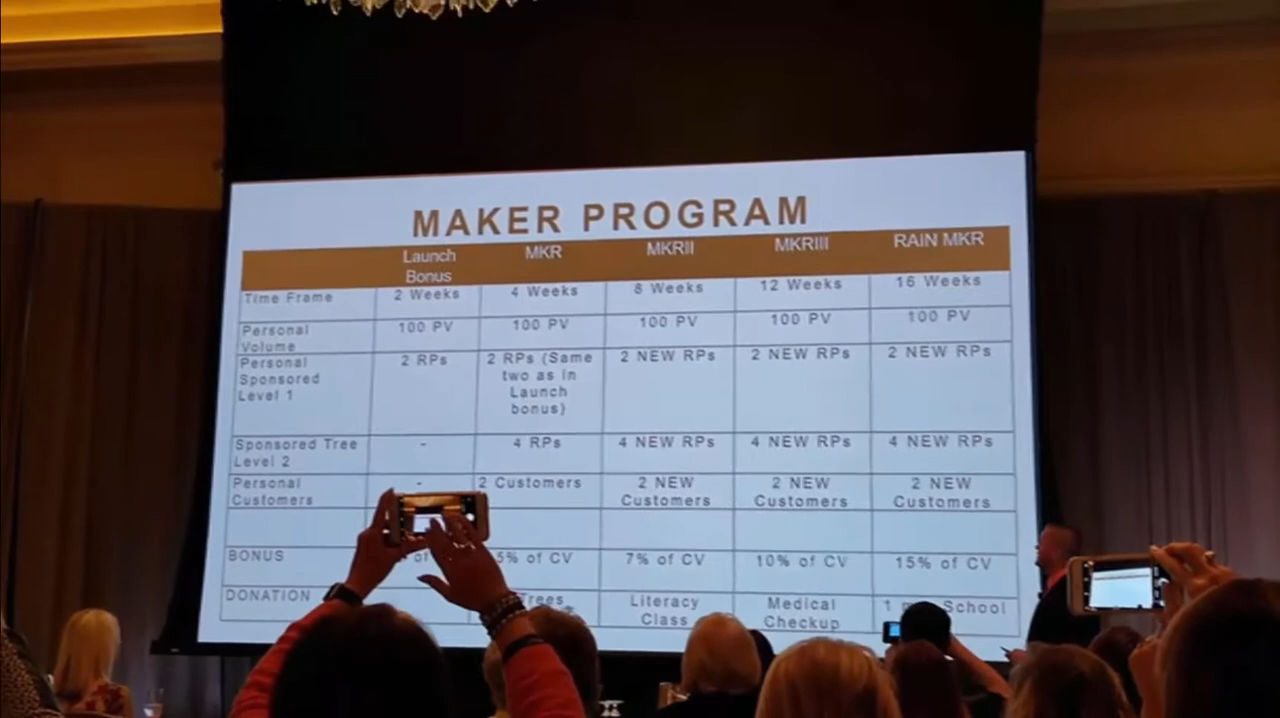 MAKER PROGRAM
Launch Bonus MKR MKRII MKRIII RAIN MKR
Time Frame 2 Weeks 4 Weeks 8 Weeks 12 Weeks 16 Weeks
Personal Volume 100 PV 100 PV 100 PV 100 PV 100 PV
Personal Sponsored Level 1 2 RPs 2 RPs (Same two as in Launch bonus) 2 NEW RPs 2 NEW RPs 2 NEW RPs
Sponsored Tree Level 2 - 4 RPs 4 NEW RPs 4 NEW RPs 4 NEW RPs
Personal Customers - 2 Customers 2 NEW Customers 2 NEW Customers 2 NEW Customers
BONUS 5% of CV 7% of CV 10% of CV 15% of CV
DONATION Trees Literacy Class Medical Checkup 1 School